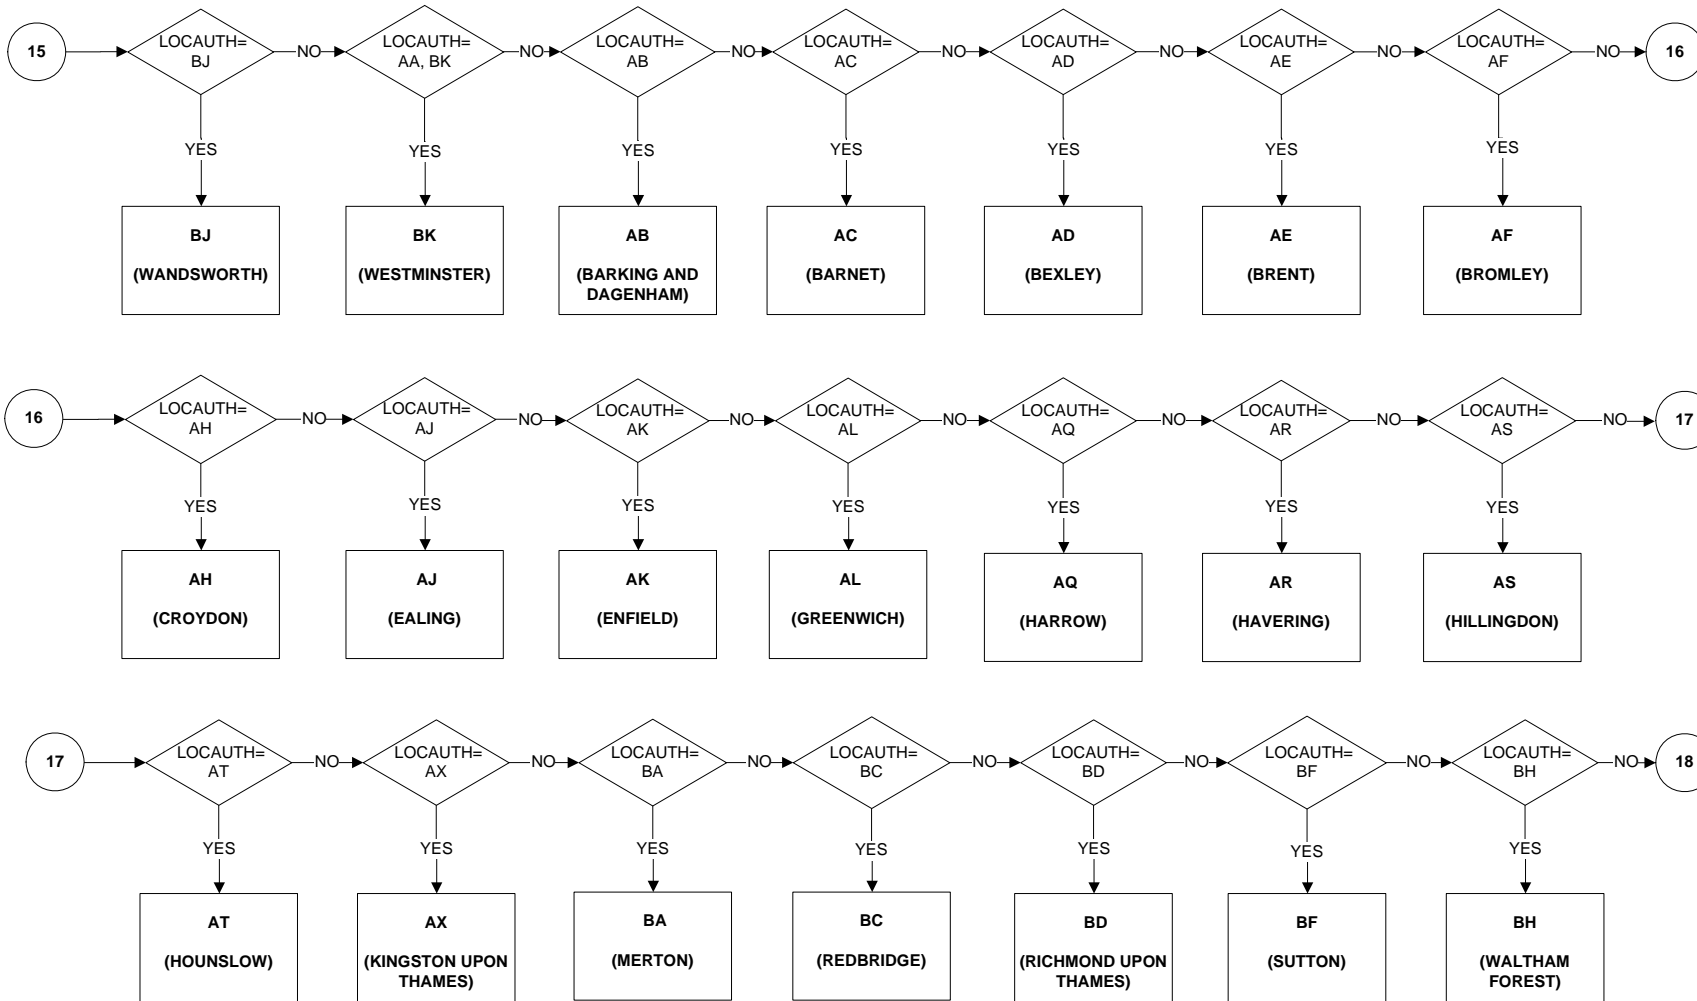 15
LOCAUTH=
BJ
NO
LOCAUTH=
AA, BK
NO
LOCAUTH=
AB
NO
LOCAUTH=
AC
NO
LOCAUTH=
AD
NO
LOCAUTH=
AE
NO
LOCAUTH=
AF
NO
16
YES
YES
YES
YES
YES
YES
YES
BJ
(WANDSWORTH)
BK
(WESTMINSTER)
AB
(BARKING AND
DAGENHAM)
AC
(BARNET)
AD
(BEXLEY)
AE
(BRENT)
AF
(BROMLEY)
16
LOCAUTH=
AH
NO
LOCAUTH=
AJ
NO
LOCAUTH=
AK
NO
LOCAUTH=
AL
NO
LOCAUTH=
AQ
NO
LOCAUTH=
AR
NO
LOCAUTH=
AS
NO
17
YES
YES
YES
YES
YES
YES
YES
AH
(CROYDON)
AJ
(EALING)
AK
(ENFIELD)
AL
(GREENWICH)
AQ
(HARROW)
AR
(HAVERING)
AS
(HILLINGDON)
17
LOCAUTH=
AT
NO
LOCAUTH=
AX
NO
LOCAUTH=
BA
NO
LOCAUTH=
BC
NO
LOCAUTH=
BD
NO
LOCAUTH=
BF
NO
LOCAUTH=
BH
NO
18
YES
YES
YES
YES
YES
YES
YES
AT
(HOUNSLOW)
AX
(KINGSTON UPON
THAMES)
BA
(MERTON)
BC
(REDBRIDGE)
BD
(RICHMOND UPON
THAMES)
BF
(SUTTON)
BH
(WALTHAM
FOREST)